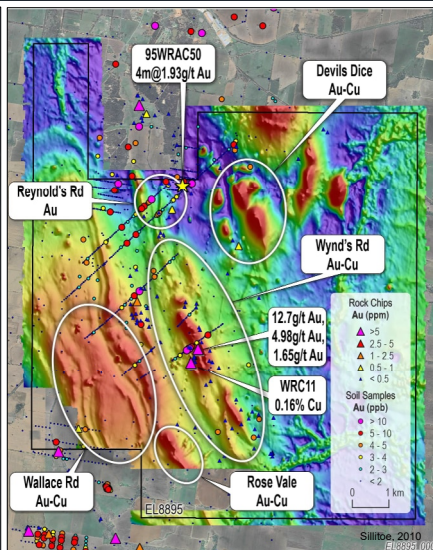 95WRAC50
4m@1.93g/t Au
Devils Dice
Au-Cu
Reynold's Rd
Au
Wynd's Rd
Au-Cu
12.7g/t Au,
4.98g/t Au,
1.65g/t Au
WRC11
0.16% Cu
Wallace Rd
Au-Cu
Rose Vale
Au-Cu
EL8895
Rock Chips
Au (ppm)
>5
2.5 - 5
1 - 2.5
0.5 - 1
< 0.5
Soil Samples
Au (ppb)
> 10
5 - 10
4 - 5
3 - 4
2 - 3
< 2
0 1 km
Sillitoe, 2010